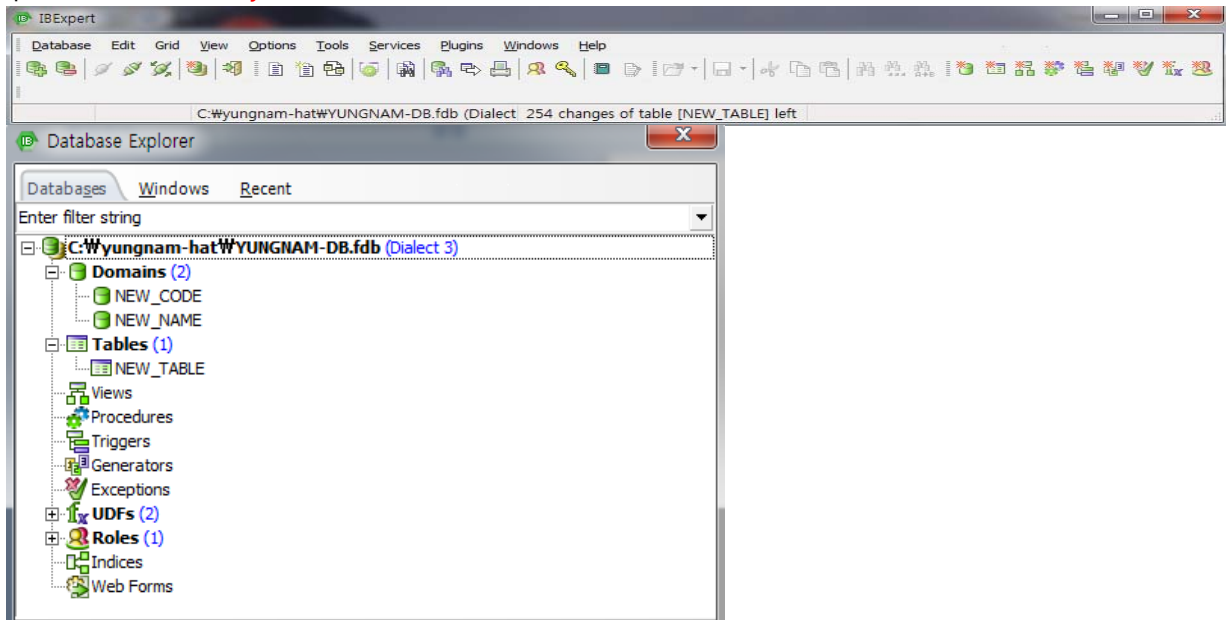 IBExpert
Database Edit Grid View Options Tools Services Plugins Windows Help
C:₩yungnam-hat₩YUNGNAM-DB.fdb (Dialect 254 changes of table [NEW_TABLE] left
Database Explorer
Databases Windows Recent
Enter filter string
C:₩yungnam-hat₩YUNGNAM-DB.fdb (Dialect 3)
Domains (2)
NEW_CODE
NEW_NAME
Tables (1)
NEW_TABLE
Views
Procedures
Triggers
Generators
Exceptions
UDFs (2)
Roles (1)
Indices
Web Forms